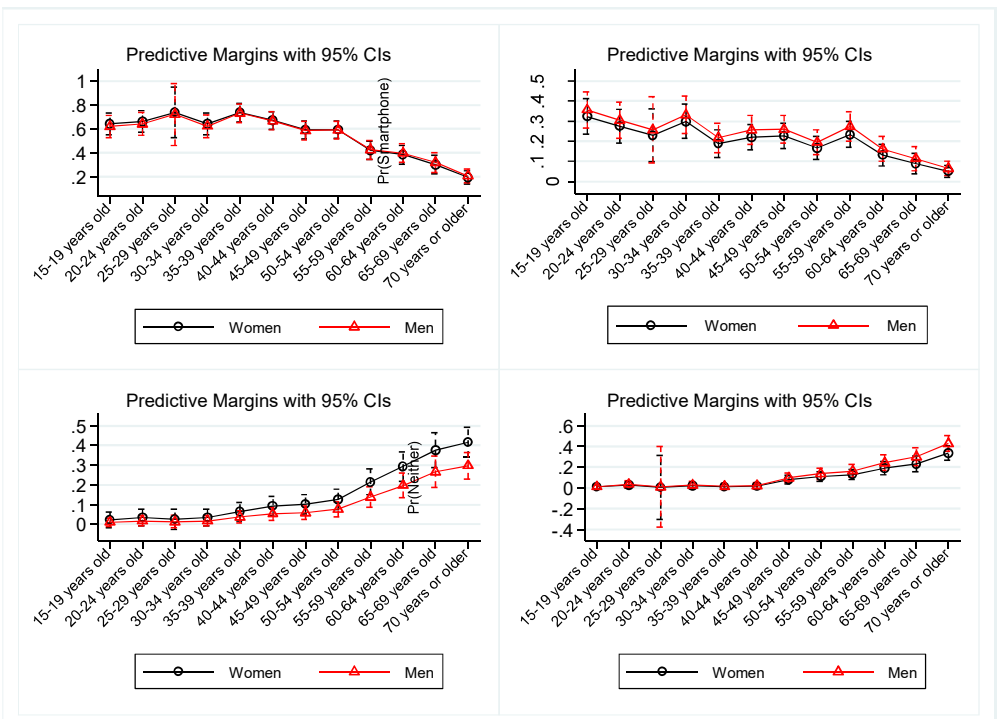 Predictive Margins with 95% CIs
1
.8
.6
.4
.2
15-19 years old
20-24 years old
25-29 years old
30-34 years old
35-39 years old
40-44 years old
45-49 years old
50-54 years old
55-59 years old
60-64 years old
65-69 years old
70 years or older
Women
Men
Pr(Smartphone)
Predictive Margins with 95% CIs
.5
.4
.3
.2
.1
0
15-19 years old
20-24 years old
25-29 years old
30-34 years old
35-39 years old
40-44 years old
45-49 years old
50-54 years old
55-59 years old
60-64 years old
65-69 years old
70 years or older
Women
Men
Predictive Margins with 95% CIs
.5
.4
.3
.2
.1
0
15-19 years old
20-24 years old
25-29 years old
30-34 years old
35-39 years old
40-44 years old
45-49 years old
50-54 years old
55-59 years old
60-64 years old
65-69 years old
70 years or older
Women
Men
Pr(Neither)
Predictive Margins with 95% CIs
.6
.4
.2
0
-.2
-.4
15-19 years old
20-24 years old
25-29 years old
30-34 years old
35-39 years old
40-44 years old
45-49 years old
50-54 years old
55-59 years old
60-64 years old
65-69 years old
70 years or older
Women
Men